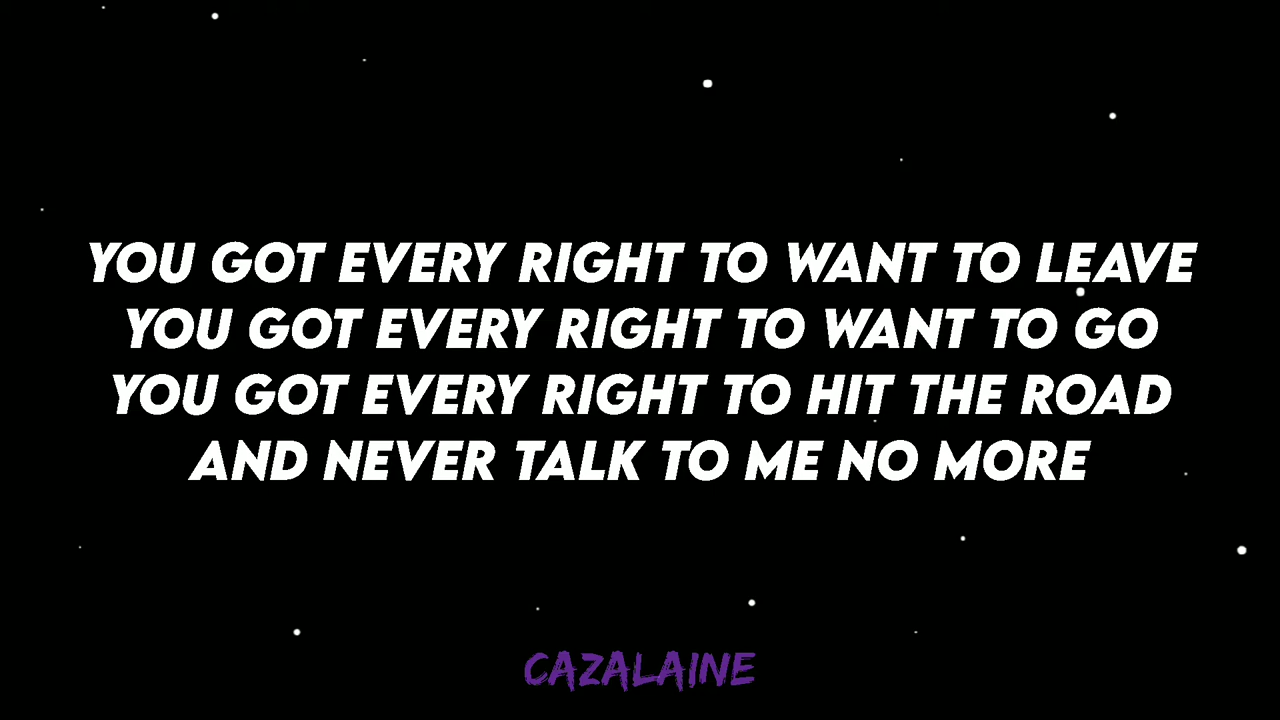 YOU GOT EVERY RIGHT TO WANT TO LEAVE
YOU GOT EVERY RIGHT TO WANT TO GO
YOU GOT EVERY RIGHT TO HIT THE ROAD
AND NEVER TALK TO ME NO MORE
CAZALAINE